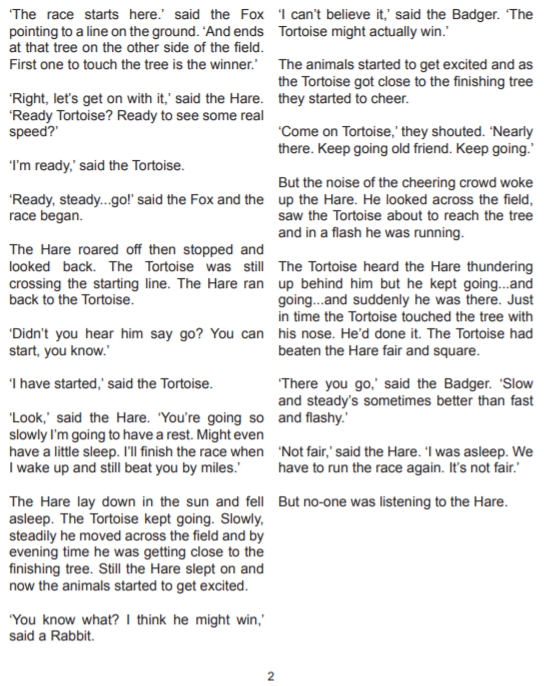 ‘The race starts here.’ said the Fox
pointing to a line on the ground. ‘And ends
at that tree on the other side of the field.
First one to touch the tree is the winner.’
‘Right, let’s get on with it,’ said the Hare.
‘Ready Tortoise? Ready to see some real
speed?’
‘I’m ready,’ said the Tortoise.
‘Ready, steady...go!’ said the Fox and the
race began.
The Hare roared off then stopped and
looked back. The Tortoise was still
crossing the starting line. The Hare ran
back to the Tortoise.
‘Didn’t you hear him say go? You can
start, you know.’
‘I have started,’ said the Tortoise.
‘Look,’ said the Hare. ‘You’re going so
slowly I’m going to have a rest. Might even
have a little sleep. I’ll finish the race when
I wake up and still beat you by miles.’
The Hare lay down in the sun and fell
asleep. The Tortoise kept going. Slowly,
steadily he moved across the field and by
evening time he was getting close to the
finishing tree. Still the Hare slept on and
now the animals started to get excited.
‘You know what? I think he might win,’
said a Rabbit.
‘I can’t believe it,’ said the Badger. ‘The
Tortoise might actually win.’
The animals started to get excited and as
the Tortoise got close to the finishing tree
they started to cheer.
‘Come on Tortoise,’ they shouted. ‘Nearly
there. Keep going old friend. Keep going.’
But the noise of the cheering crowd woke
up the Hare. He looked across the field,
saw the Tortoise about to reach the tree
and in a flash he was running.
The Tortoise heard the Hare thundering
up behind him but he kept going...and
going...and suddenly he was there. Just
in time the Tortoise touched the tree with
his nose. He’d done it. The Tortoise had
beaten the Hare fair and square.
‘There you go,’ said the Badger. ‘Slow
and steady’s sometimes better than fast
and flashy.’
‘Not fair,’ said the Hare. ‘I was asleep. We
have to run the race again. It’s not fair.’
But no-one was listening to the Hare.
2